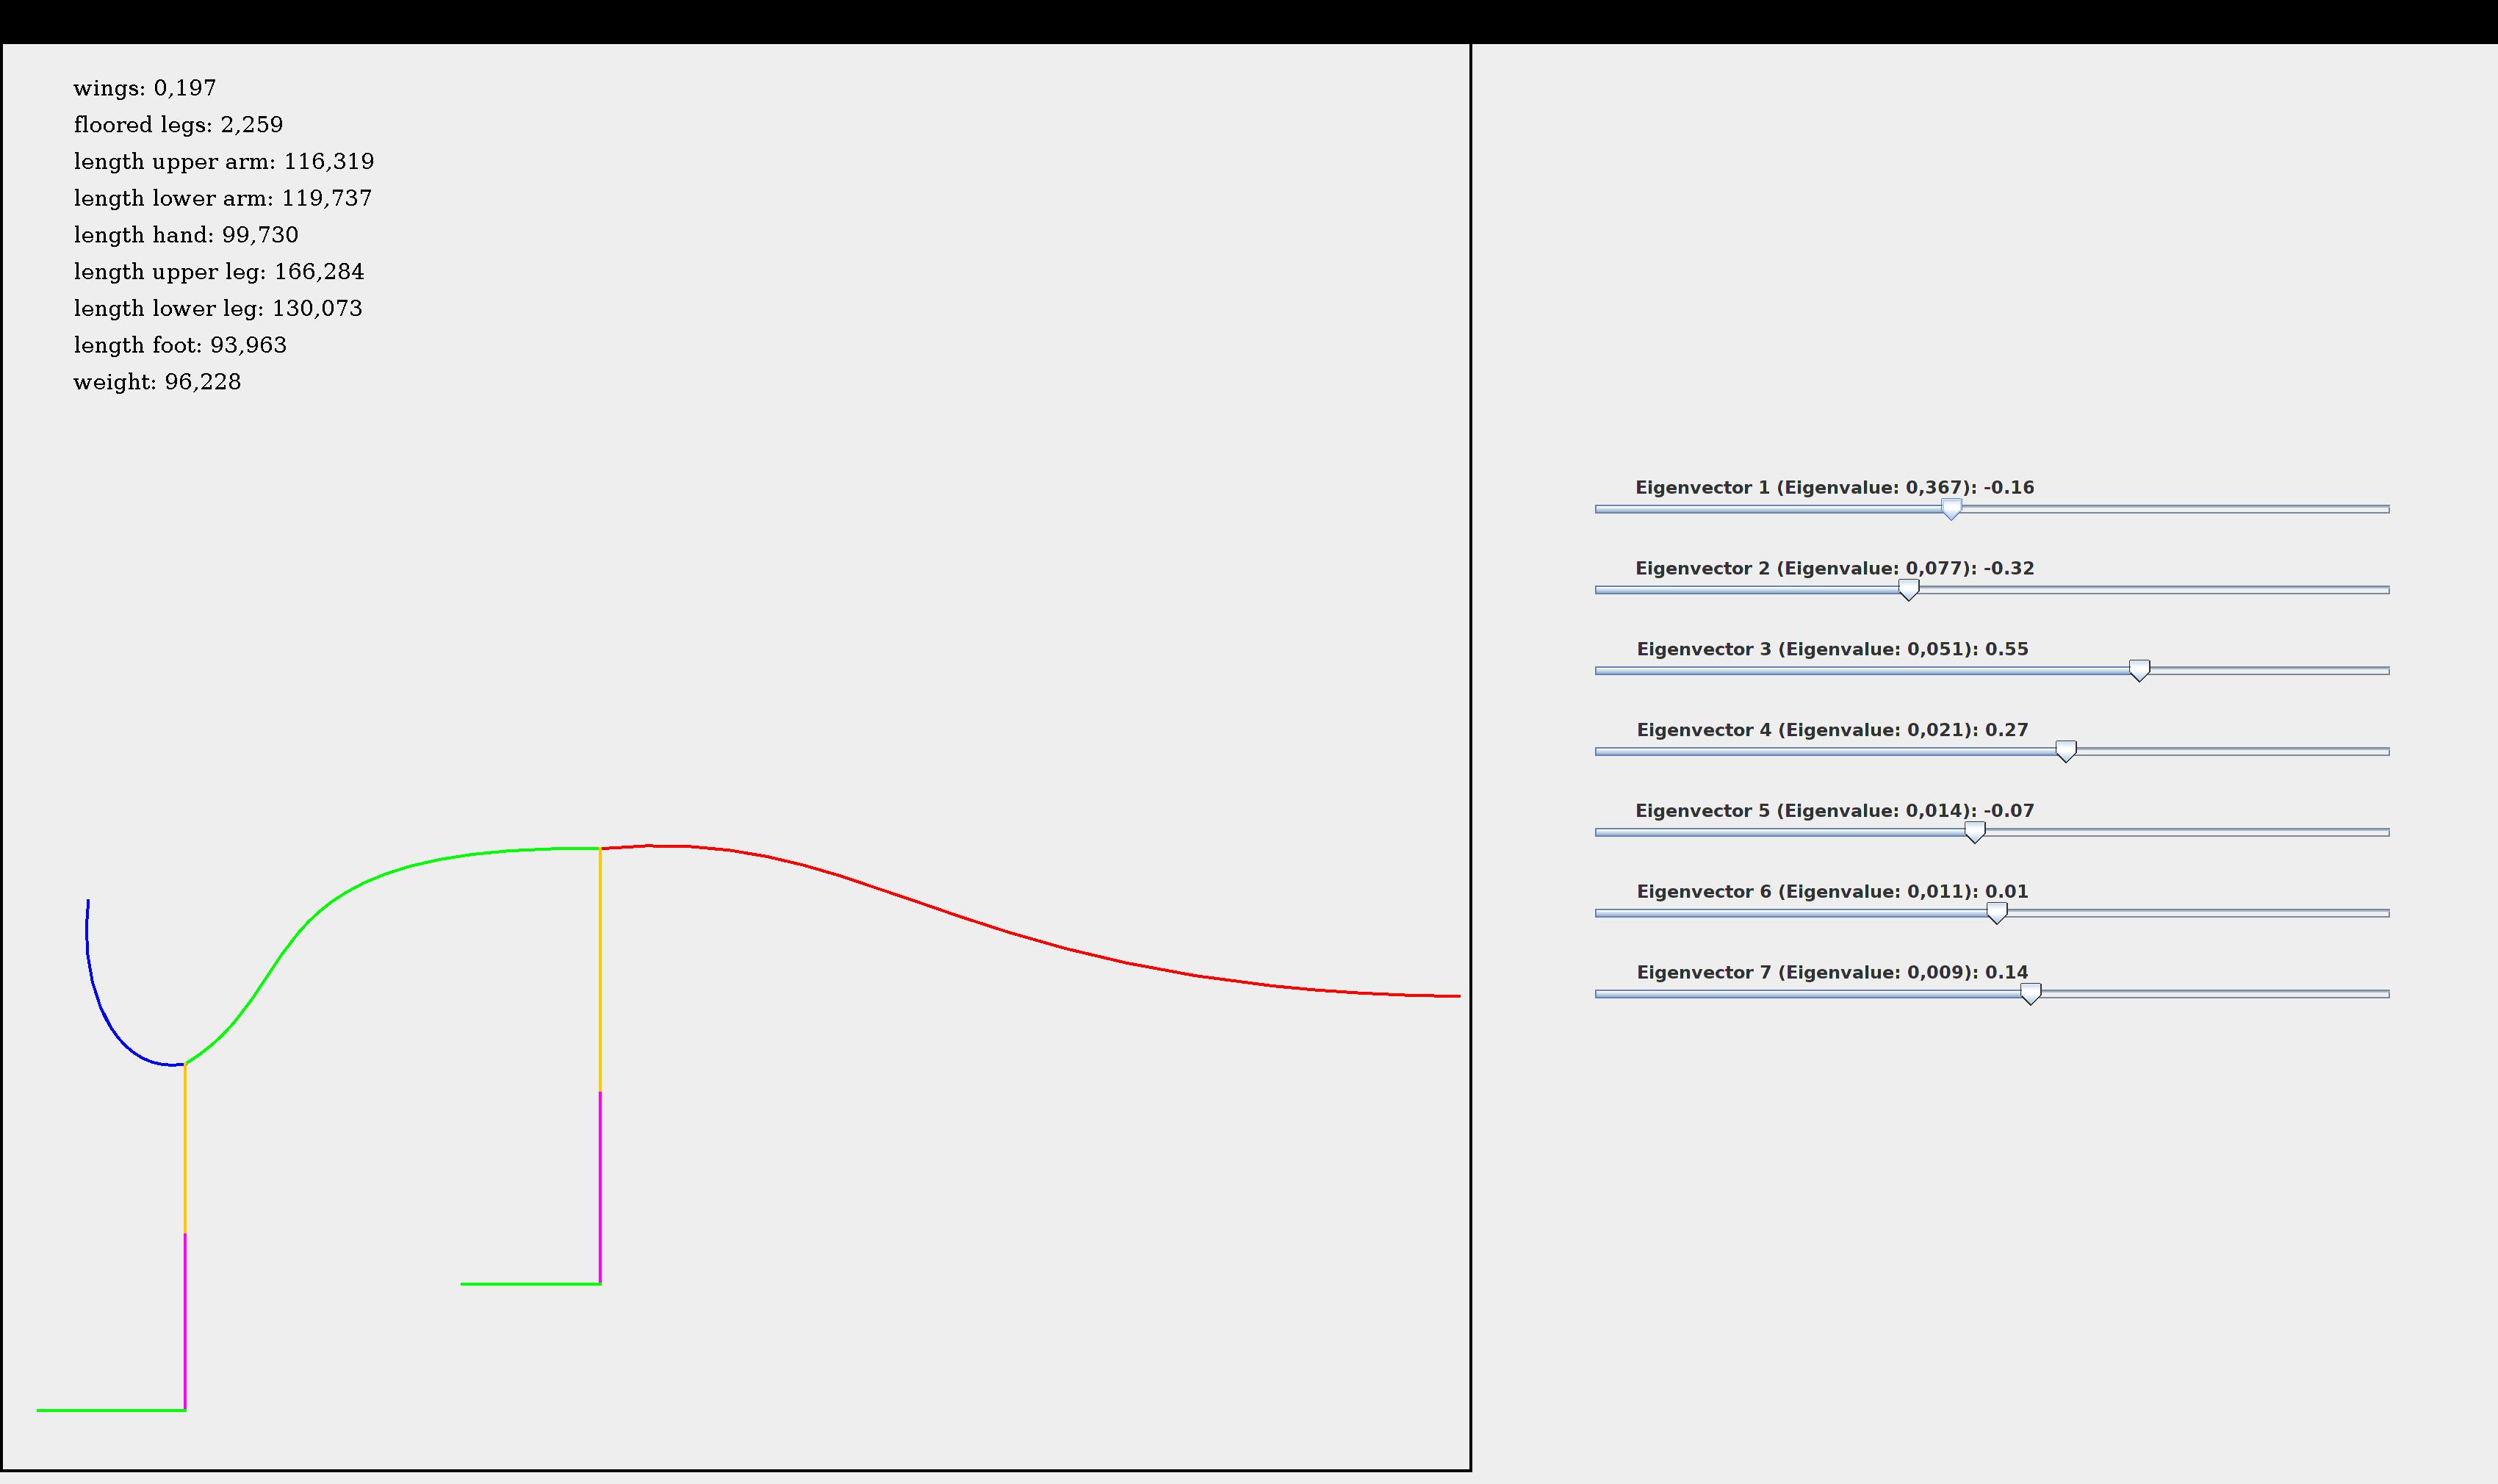 wings: 0,197
floored legs: 2,259
length upper arm: 116,319
length lower arm: 119,737
length hand: 99,730
length upper leg: 166,284
length lower leg: 130,073
length foot: 93,963
weight: 96,228
Eigenvector 1 (Eigenvalue: 0,367): -0.16
Eigenvector 2 (Eigenvalue: 0,077): -0.32
Eigenvector 3 (Eigenvalue: 0,051): 0.55
Eigenvector 4 (Eigenvalue: 0,021): 0.27
Eigenvector 5 (Eigenvalue: 0,014): -0.07
Eigenvector 6 (Eigenvalue: 0,011): 0.01
Eigenvector 7 (Eigenvalue: 0,009): 0.14